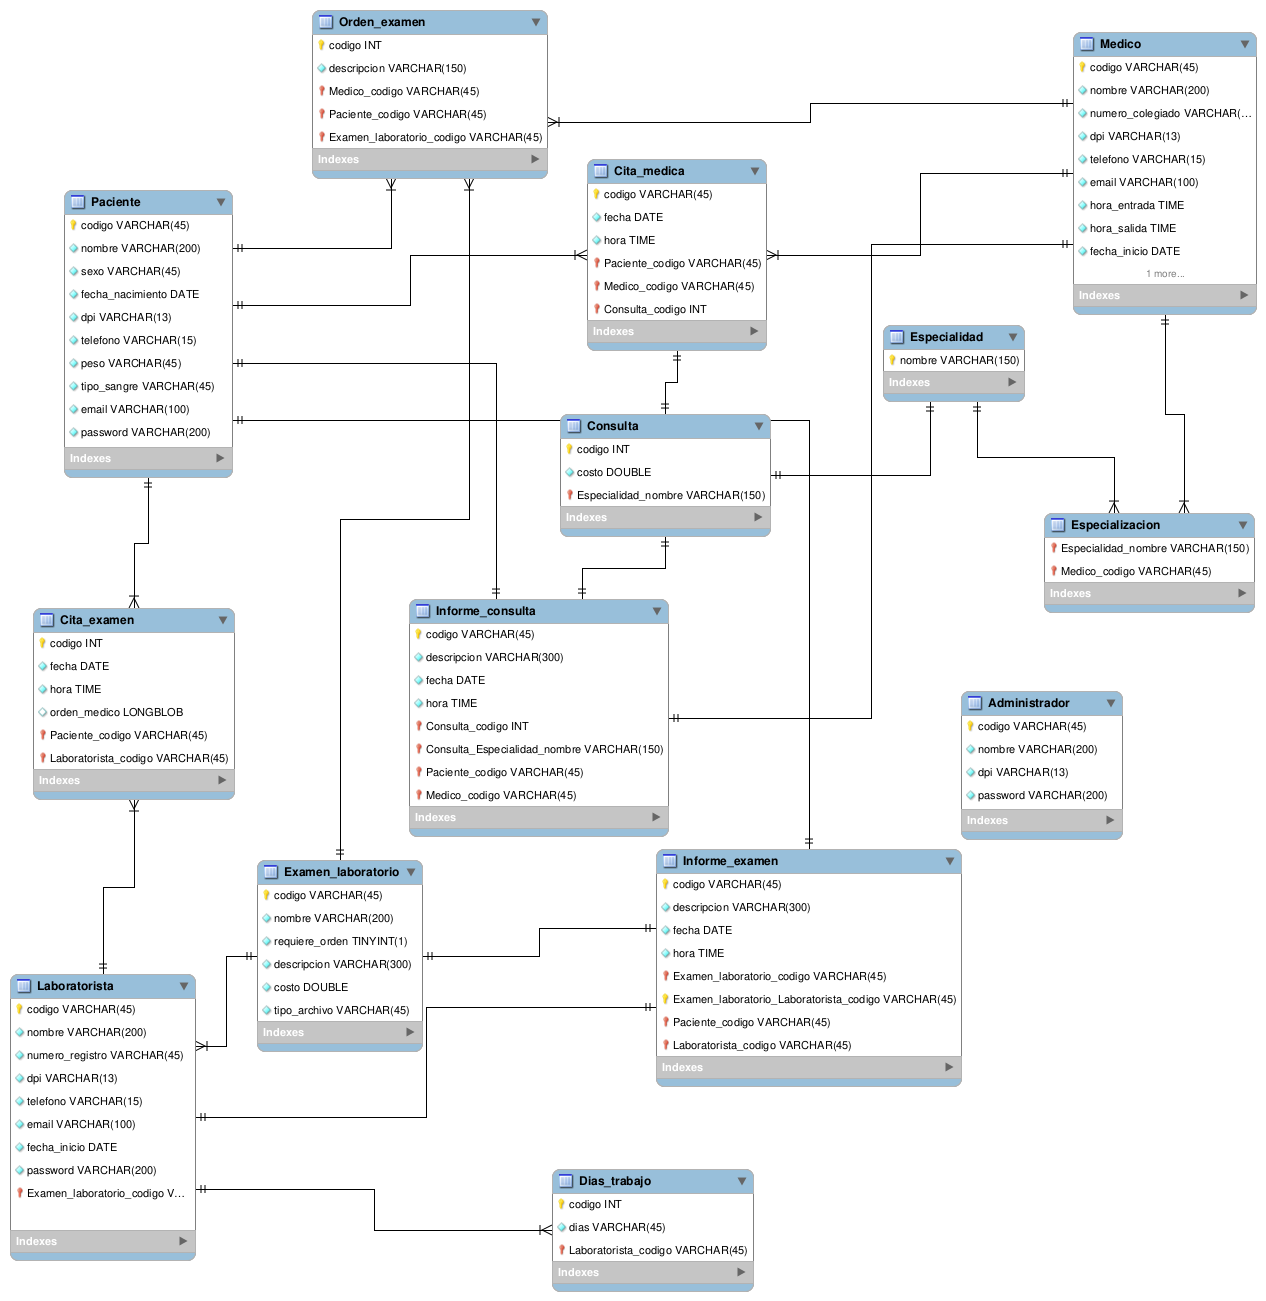 Orden_examen
codigo INT
descripcion VARCHAR(150)
Medico_codigo VARCHAR(45)
Paciente_codigo VARCHAR(45)
Examen_laboratorio_codigo VARCHAR(45)
Indexes
Medico
codigo VARCHAR(45)
nombre VARCHAR(200)
numero_colegiado VARCHAR(...
dpi VARCHAR(13)
telefono VARCHAR(15)
email VARCHAR(100)
hora_entrada TIME
hora_salida TIME
fecha_inicio DATE
1 more...
Indexes
Cita_medica
codigo VARCHAR(45)
fecha DATE
hora TIME
Paciente_codigo VARCHAR(45)
Medico_codigo VARCHAR(45)
Consulta_codigo INT
Indexes
Paciente
codigo VARCHAR(45)
nombre VARCHAR(200)
sexo VARCHAR(45)
fecha_nacimiento DATE
dpi VARCHAR(13)
telefono VARCHAR(15)
peso VARCHAR(45)
tipo_sangre VARCHAR(45)
email VARCHAR(100)
password VARCHAR(200)
Indexes
Especialidad
nombre VARCHAR(150)
Indexes
Consulta
codigo INT
costo DOUBLE
Especialidad_nombre VARCHAR(150)
Indexes
Especializacion
Especialidad_nombre VARCHAR(150)
Medico_codigo VARCHAR(45)
Indexes
Cita_examen
codigo INT
fecha DATE
hora TIME
orden_medico LONGBLOB
Paciente_codigo VARCHAR(45)
Laboratorista_codigo VARCHAR(45)
Indexes
Informe_consulta
codigo VARCHAR(45)
descripcion VARCHAR(300)
fecha DATE
hora TIME
Consulta_codigo INT
Consulta_Especialidad_nombre VARCHAR(150)
Paciente_codigo VARCHAR(45)
Medico_codigo VARCHAR(45)
Indexes
Administrador
codigo VARCHAR(45)
nombre VARCHAR(200)
dpi VARCHAR(13)
password VARCHAR(200)
Indexes
Examen_laboratorio
codigo VARCHAR(45)
nombre VARCHAR(200)
requiere_orden TINYINT(1)
descripcion VARCHAR(300)
costo DOUBLE
tipo_archivo VARCHAR(45)
Indexes
Informe_examen
codigo VARCHAR(45)
descripcion VARCHAR(300)
fecha DATE
hora TIME
Examen_laboratorio_codigo VARCHAR(45)
Examen_laboratorio_Laboratorista_codigo VARCHAR(45)
Paciente_codigo VARCHAR(45)
Laboratorista_codigo VARCHAR(45)
Indexes
Laboratorista
codigo VARCHAR(45)
nombre VARCHAR(200)
numero_registro VARCHAR(45)
dpi VARCHAR(13)
telefono VARCHAR(15)
email VARCHAR(100)
fecha_inicio DATE
password VARCHAR(200)
Examen_laboratorio_codigo V...
Indexes
Dias_trabajo
codigo INT
dias VARCHAR(45)
Laboratorista_codigo VARCHAR(45)
Indexes